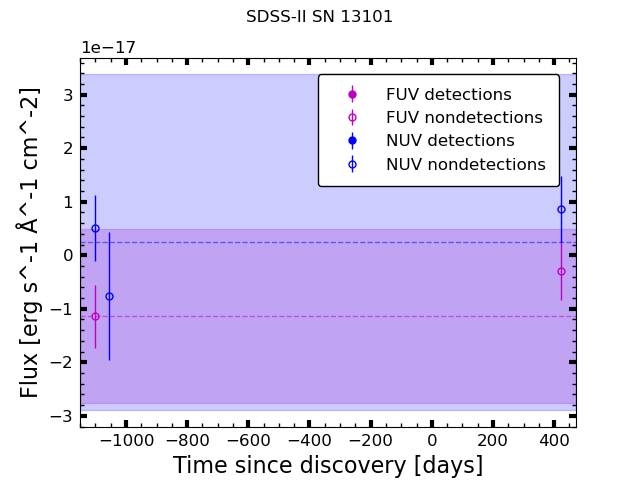 SDSS-II SN 13101
1e−17
FUV detections
FUV nondetections
NUV detections
NUV nondetections
3
2
1
0
−1
−2
−3
Flux [erg s^-1 Å^-1 cm^-2]
−1000 −800 −600 −400 −200 0 200 400
Time since discovery [days]